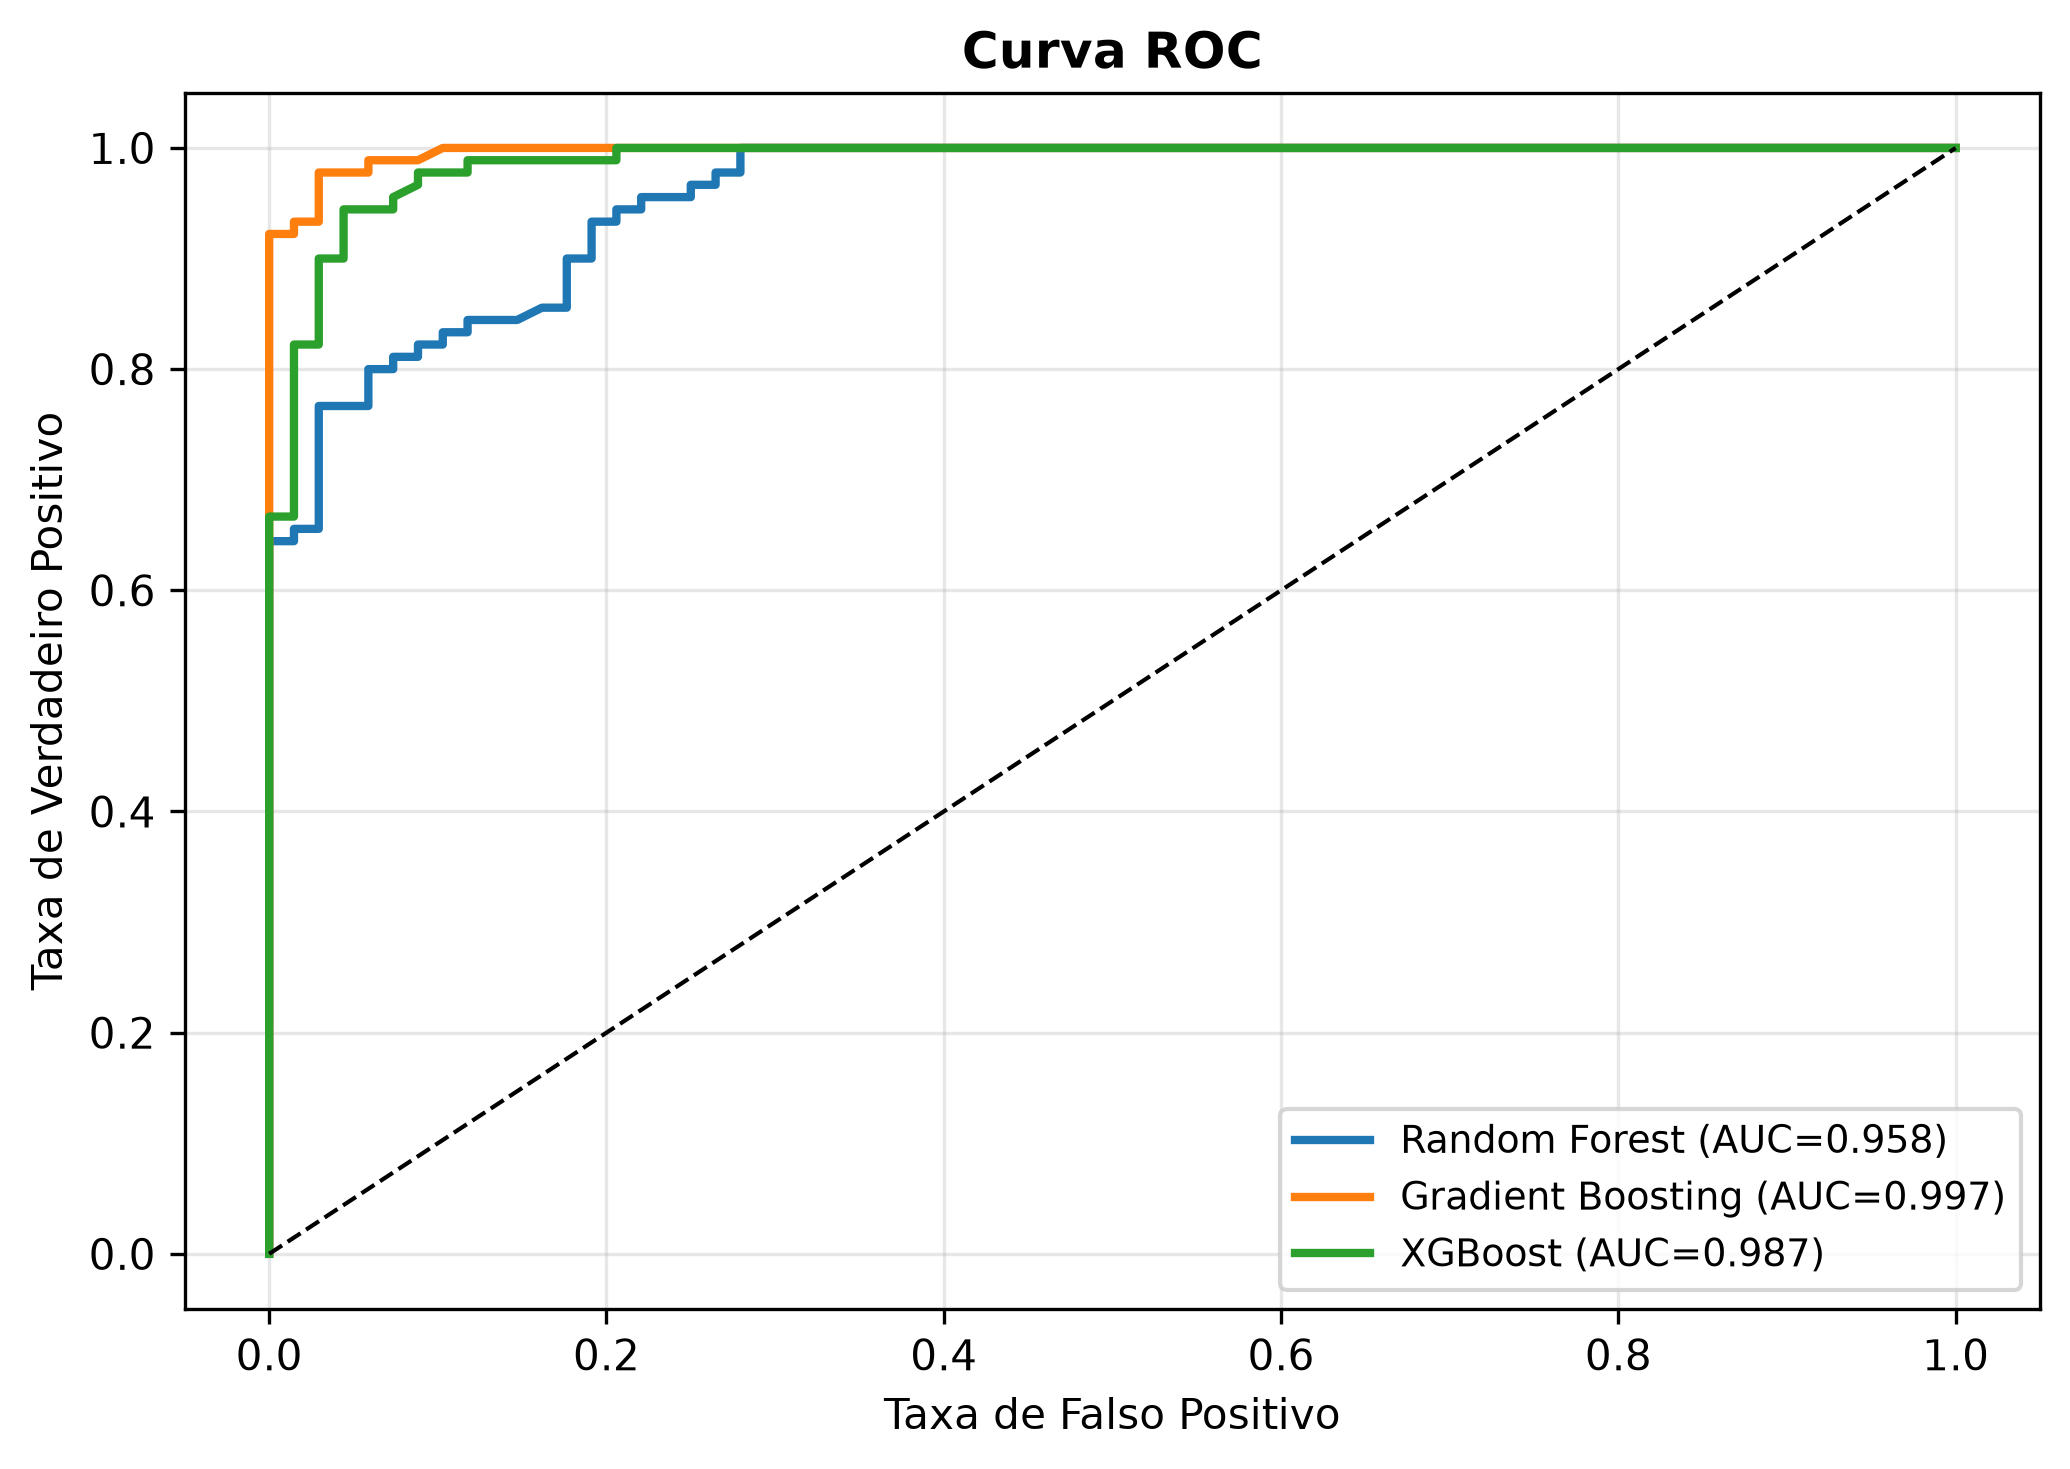 Curva ROC
1.0
0.8
0.6
0.4
0.2
0.0
Taxa de Verdadeiro Positivo
Random Forest (AUC=0.958)
Gradient Boosting (AUC=0.997)
XGBoost (AUC=0.987)
0.0 0.2 0.4 0.6 0.8 1.0
Taxa de Falso Positivo